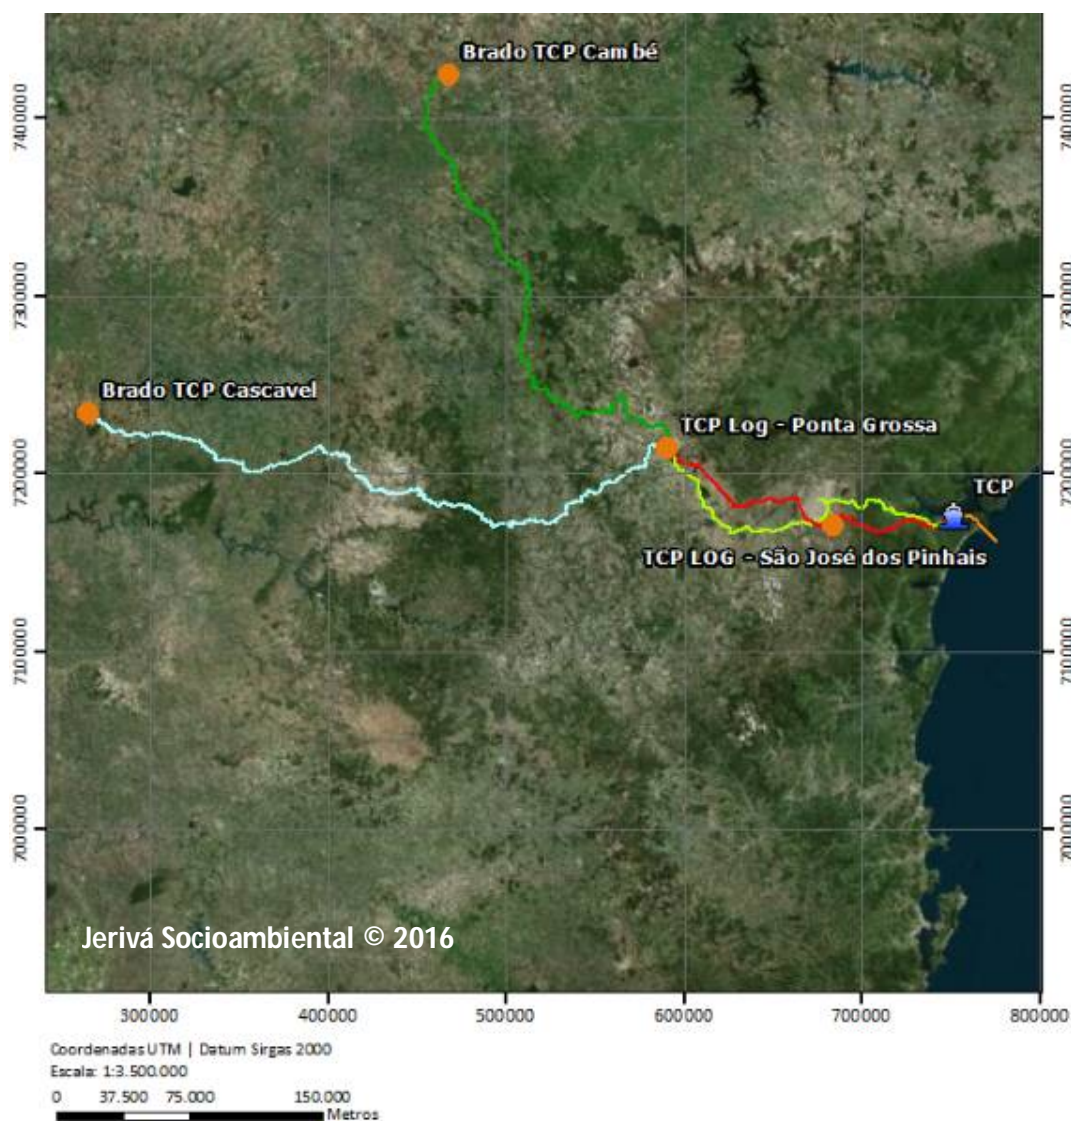 Brado TCP Cambé
7400000
7400000
7300000
7300000
Brado TCP Cascavel
TCP Log - Ponta Grossa
7200000
7200000
TCP
TCP LOG - São José dos Pinhais
7100000
7100000
7000000
7000000
Jerivá Socioambiental © 2016
300000 400000 500000 600000 700000 800000
Coordenadas UTM | Datum Sirgas 2000
Escala: 1:3.500.000
0 37.500 75.000 150.000
Metros